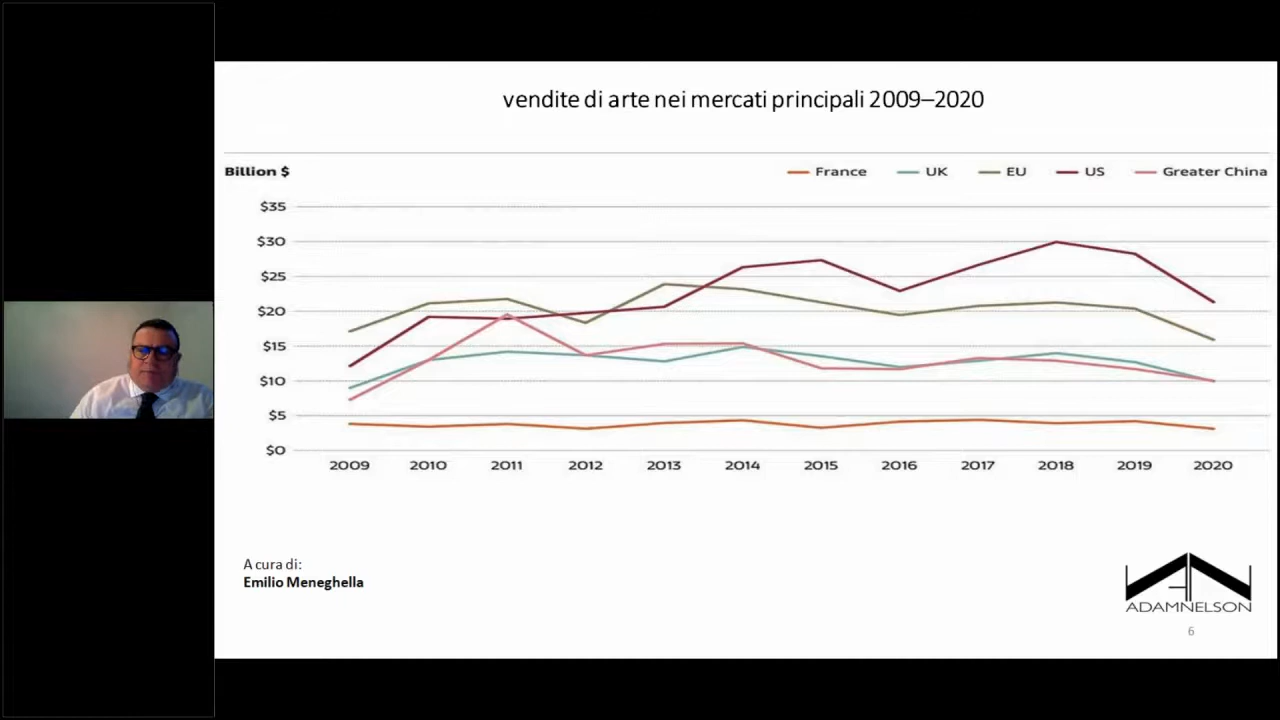 vendite di arte nei mercati principali 2009–2020
Billion $
France UK EU US Greater China
$35
$30
$25
$20
$15
$10
$5
$0
2009 2010 2011 2012 2013 2014 2015 2016 2017 2018 2019 2020
A cura di:
Emilio Meneghella
ADAMNELSON
6